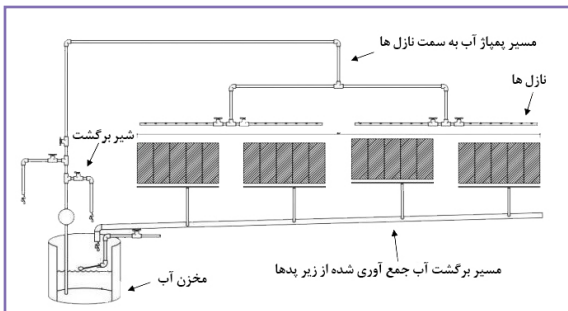 مسیر پمپاژ آب به سمت نازل ها
نازل ها
شیر برگشت
مسیر برگشت آب جمع آوری شده از زیر پدها
مخزن آب